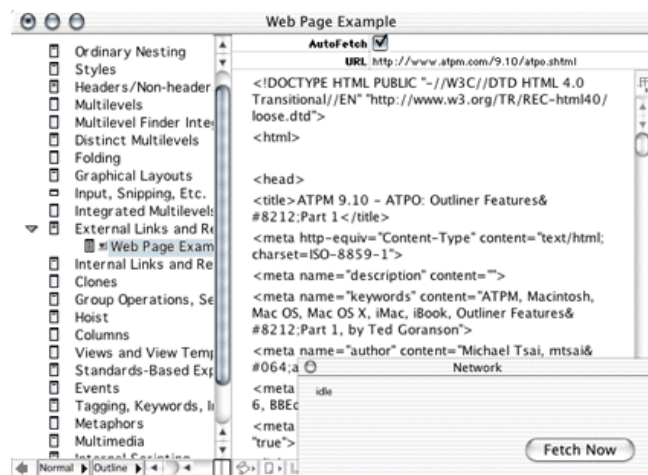 Web Page Example
Ordinary Nesting
Styles
Headers/Non-header
Multilevels
Multilevel Finder Inte
Distinct Multilevels
Folding
Graphical Layouts
Input, Snipping, Etc.
Integrated Multilevels
External Links and Re
Web Page Exam
Internal Links and Re
Clones
Group Operations, Se
Hoist
Columns
Views and View Temp
Standards-Based Exp
Events
Tagging, Keywords, I
Metaphors
Multimedia
Internal Scripting
Normal
Outline
AutoFetch
URL http://www.atpm.com/9.10/atpo.shtml
<!DOCTYPE HTML PUBLIC "-//W3C//DTD HTML 4.0
Transitional//EN" "http://www.w3.org/TR/REC-html40/
loose.dtd">
<html>
<head>
<title>ATPM 9.10 - ATPO: Outliner Features&
#8212;Part 1</title>
<meta http-equiv="Content-Type" content="text/html;
charset=ISO-8859-1">
<meta name="description" content="">
<meta name="keywords" content="ATPM, Macintosh,
Mac OS, Mac OS X, iMac, iBook, Outliner Features&
#8212;Part 1, by Ted Goranson">
<meta name="author" content="Michael Tsai, mtsai&
#064;a
<meta
6, BBEd
<meta
"true">
Network
idle
Fetch Now